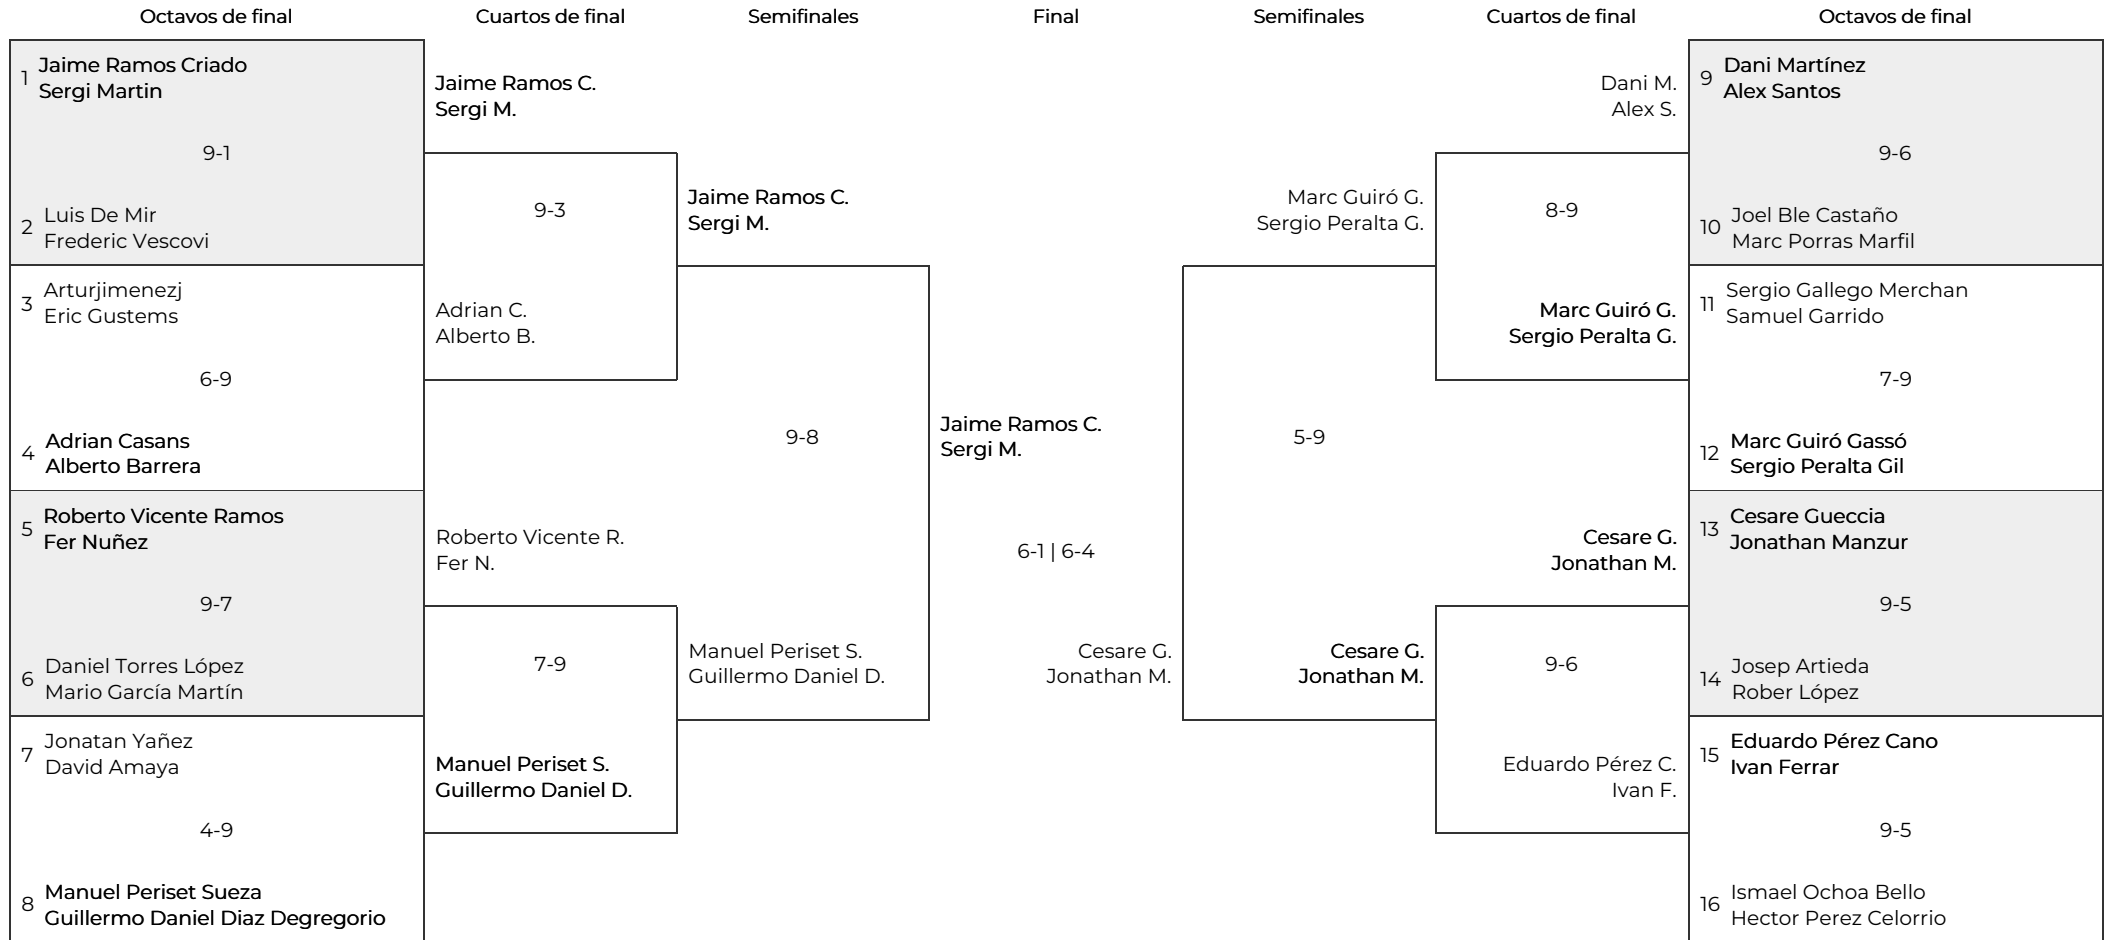 Octavos de final
Cuartos de final
Semifinales
Final
Semifinales
Cuartos de final
Octavos de final
1
Jaime Ramos Criado
Sergi Martin
9-1
2
Luis De Mir
Frederic Vescovi
3
Arturjimenezj
Eric Gustems
6-9
4
Adrian Casans
Alberto Barrera
5
Roberto Vicente Ramos
Fer Nuñez
9-7
6
Daniel Torres López
Mario García Martín
7
Jonatan Yañez
David Amaya
4-9
8
Manuel Periset Sueza
Guillermo Daniel Diaz Degregorio
Jaime Ramos C.
Sergi M.
9-3
Adrian C.
Alberto B.
Roberto Vicente R.
Fer N.
7-9
Manuel Periset S.
Guillermo Daniel D.
Jaime Ramos C.
Sergi M.
9-8
Manuel Periset S.
Guillermo Daniel D.
Jaime Ramos C.
Sergi M.
6-1 | 6-4
Cesare G.
Jonathan M.
Marc Guiró G.
Sergio Peralta G.
5-9
Cesare G.
Jonathan M.
Dani M.
Alex S.
8-9
Marc Guiró G.
Sergio Peralta G.
Cesare G.
Jonathan M.
9-6
Eduardo Pérez C.
Ivan F.
9
Dani Martínez
Alex Santos
9-6
10
Joel Ble Castaño
Marc Porras Marfil
11
Sergio Gallego Merchan
Samuel Garrido
7-9
12
Marc Guiró Gassó
Sergio Peralta Gil
13
Cesare Gueccia
Jonathan Manzur
9-5
14
Josep Artieda
Rober López
15
Eduardo Pérez Cano
Ivan Ferrar
9-5
16
Ismael Ochoa Bello
Hector Perez Celorrio